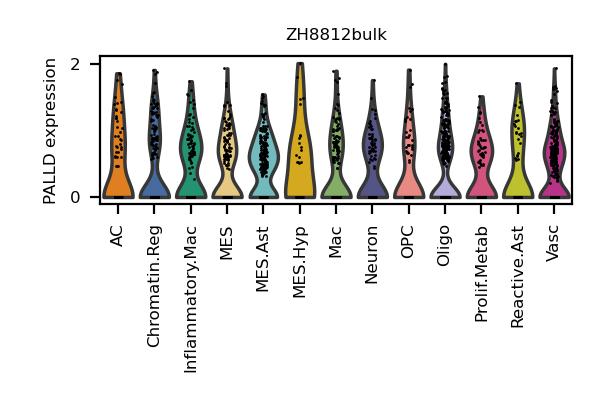 ZH8812bulk
PALLD expression
2
0
AC
Chromatin.Reg
Inflammatory.Mac
MES
MES.Ast
MES.Hyp
Mac
Neuron
OPC
Oligo
Prolif.Metab
Reactive.Ast
Vasc